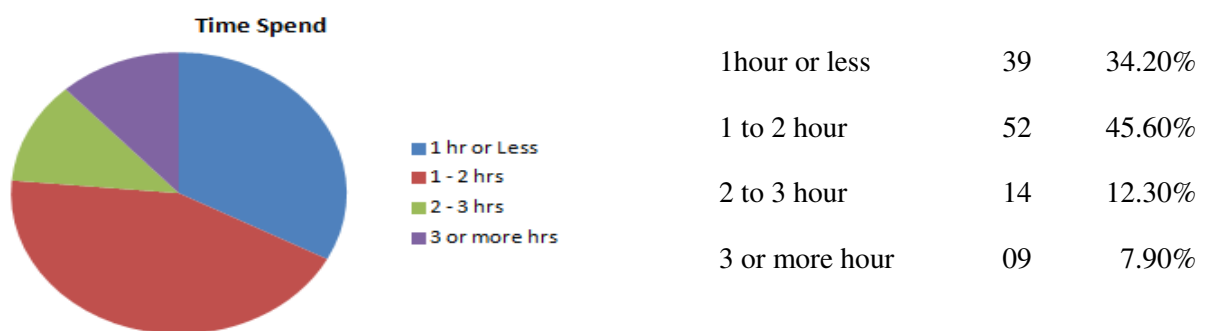 Time Spend
1 hr or Less
1 - 2 hrs
2 - 3 hrs
3 or more hrs
1hour or less 39 34.20%
1 to 2 hour 52 45.60%
2 to 3 hour 14 12.30%
3 or more hour 09 7.90%